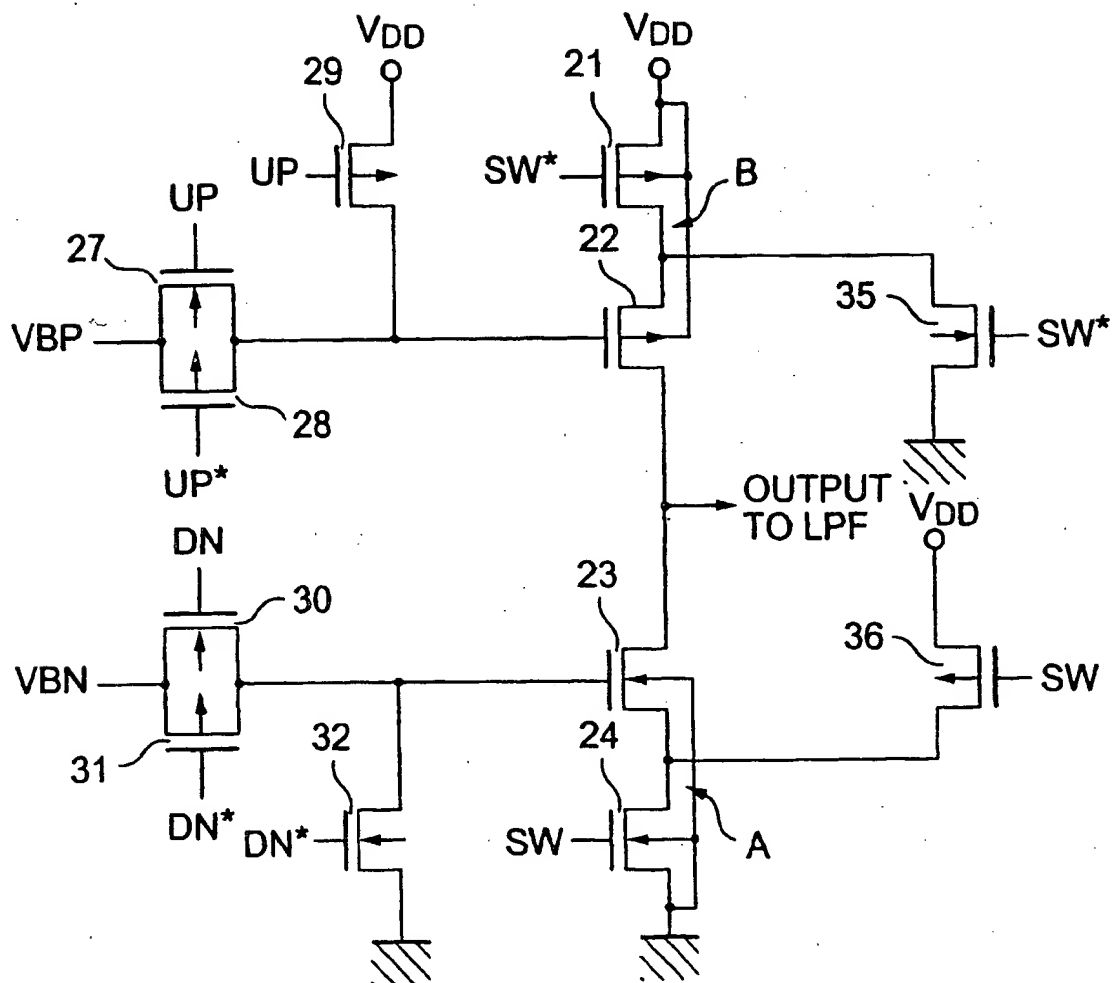 VDD
VDD
29
21
UP
SW*
B
UP
27
22
35
VBP
SW*
28
UP*
OUTPUT
TO LPF
VDD
DN
23
30
36
VBN
SW
24
32
31
DN*
DN*
SW
A